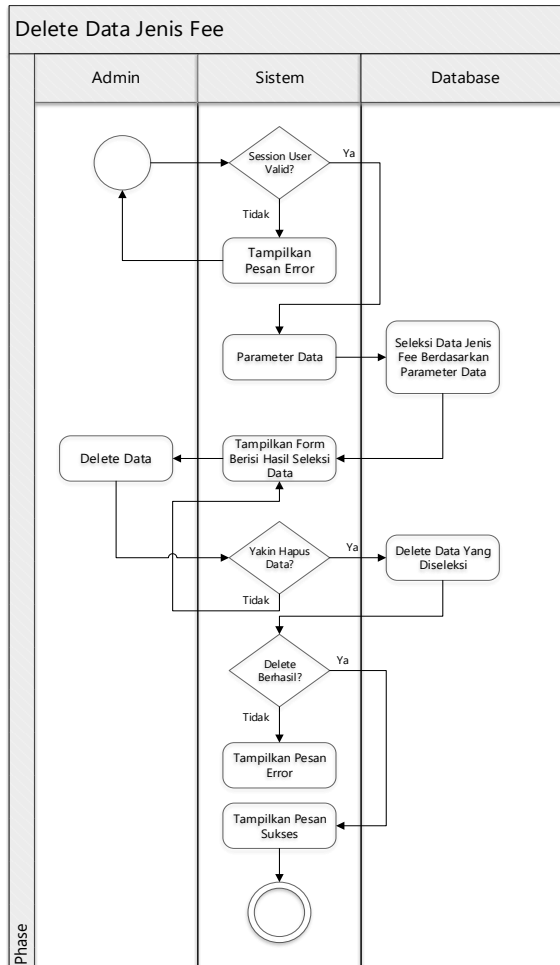 Delete Data Jenis Fee
Admin
Sistem
Database
Session User
Valid?
Ya
Tidak
Tampilkan
Pesan Error
Parameter Data
Seleksi Data Jenis
Fee Berdasarkan
Parameter Data
Delete Data
Tampilkan Form
Berisi Hasil Seleksi
Data
Yakin Hapus
Data?
Ya
Tidak
Delete Data Yang
Diseleksi
Delete
Berhasil?
Ya
Tidak
Tampilkan Pesan
Error
Tampilkan Pesan
Sukses
Phase